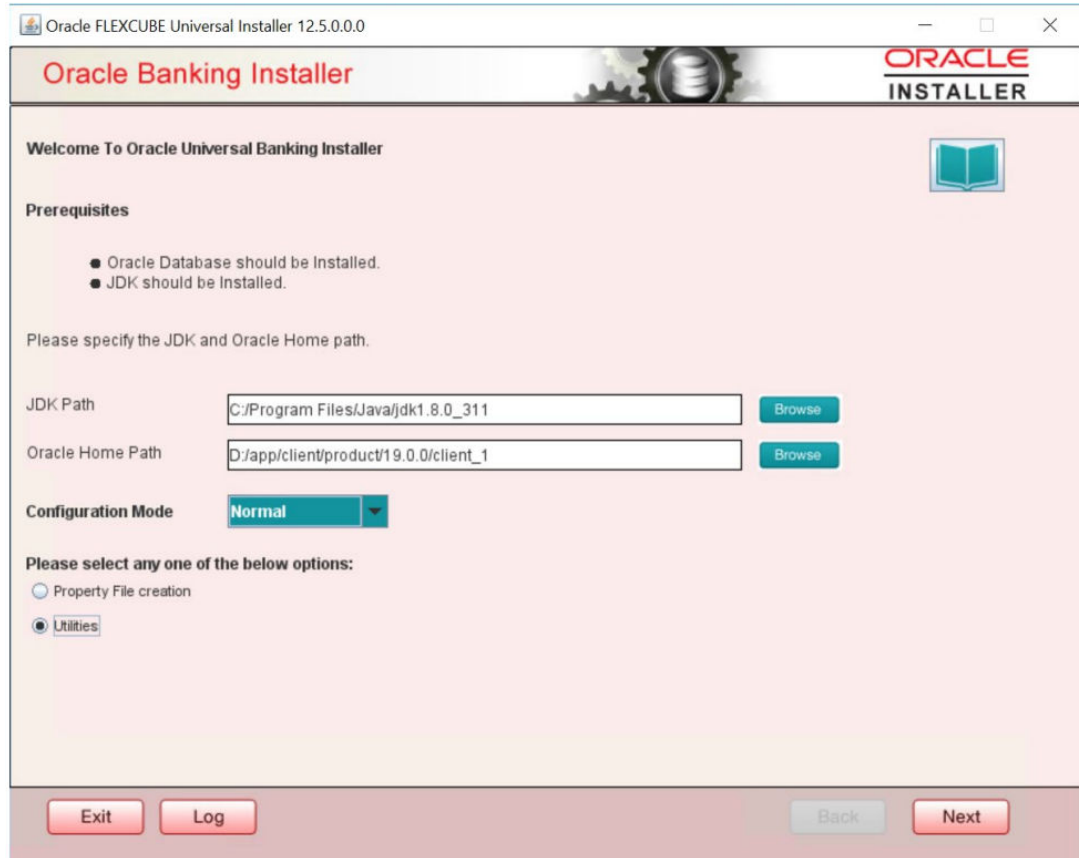 Oracle FLEXCUBE Universal Installer 12.5.0.0.0
Oracle Banking Installer
ORACLE
INSTALLER
Welcome To Oracle Universal Banking Installer
Prerequisites
Oracle Database should be Installed.
JDK should be Installed.
Please specify the JDK and Oracle Home path.
JDK Path C:/Program Files/Java/jdk1.8.0_311 Browse
Oracle Home Path D:/app/client/product/19.0.0/client_1 Browse
Configuration Mode Normal
Please select any one of the below options:
Property File creation
Utilities
Exit Log Back Next